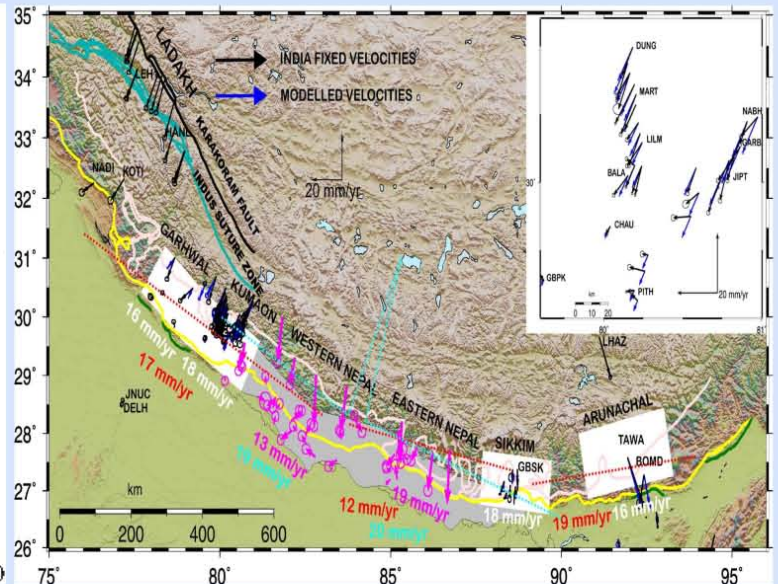 35°
34°
33°
32°
31°
30°
29°
28°
27°
26°
75°
80°
85°
90°
95°
LADAKH
INDIA FIXED VELOCITIES
MODELLED VELOCITIES
LEH
HANL
KARAKORAM FAULT
INDUS SUTURE ZONE
20 mm/yr
NADI
KOTI
GARHWAL
KUMAON
WESTERN NEPAL
EASTERN NEPAL
SIKKIM
ARUNACHAL
LHAZ
TAWA
BOMD
GBSK
JNUC
DELH
16 mm/yr
18 mm/yr
17 mm/yr
13 mm/yr
19 mm/yr
12 mm/yr
20 mm/yr
18 mm/yr
19 mm/yr
16 mm/yr
km
0 200 400 600
DUNG
MART
NABH
GARB
LILM
JIPT
BALA
CHAU
GBPK
PITH
30°
km
0 10 20
20 mm/yr
80°
81°